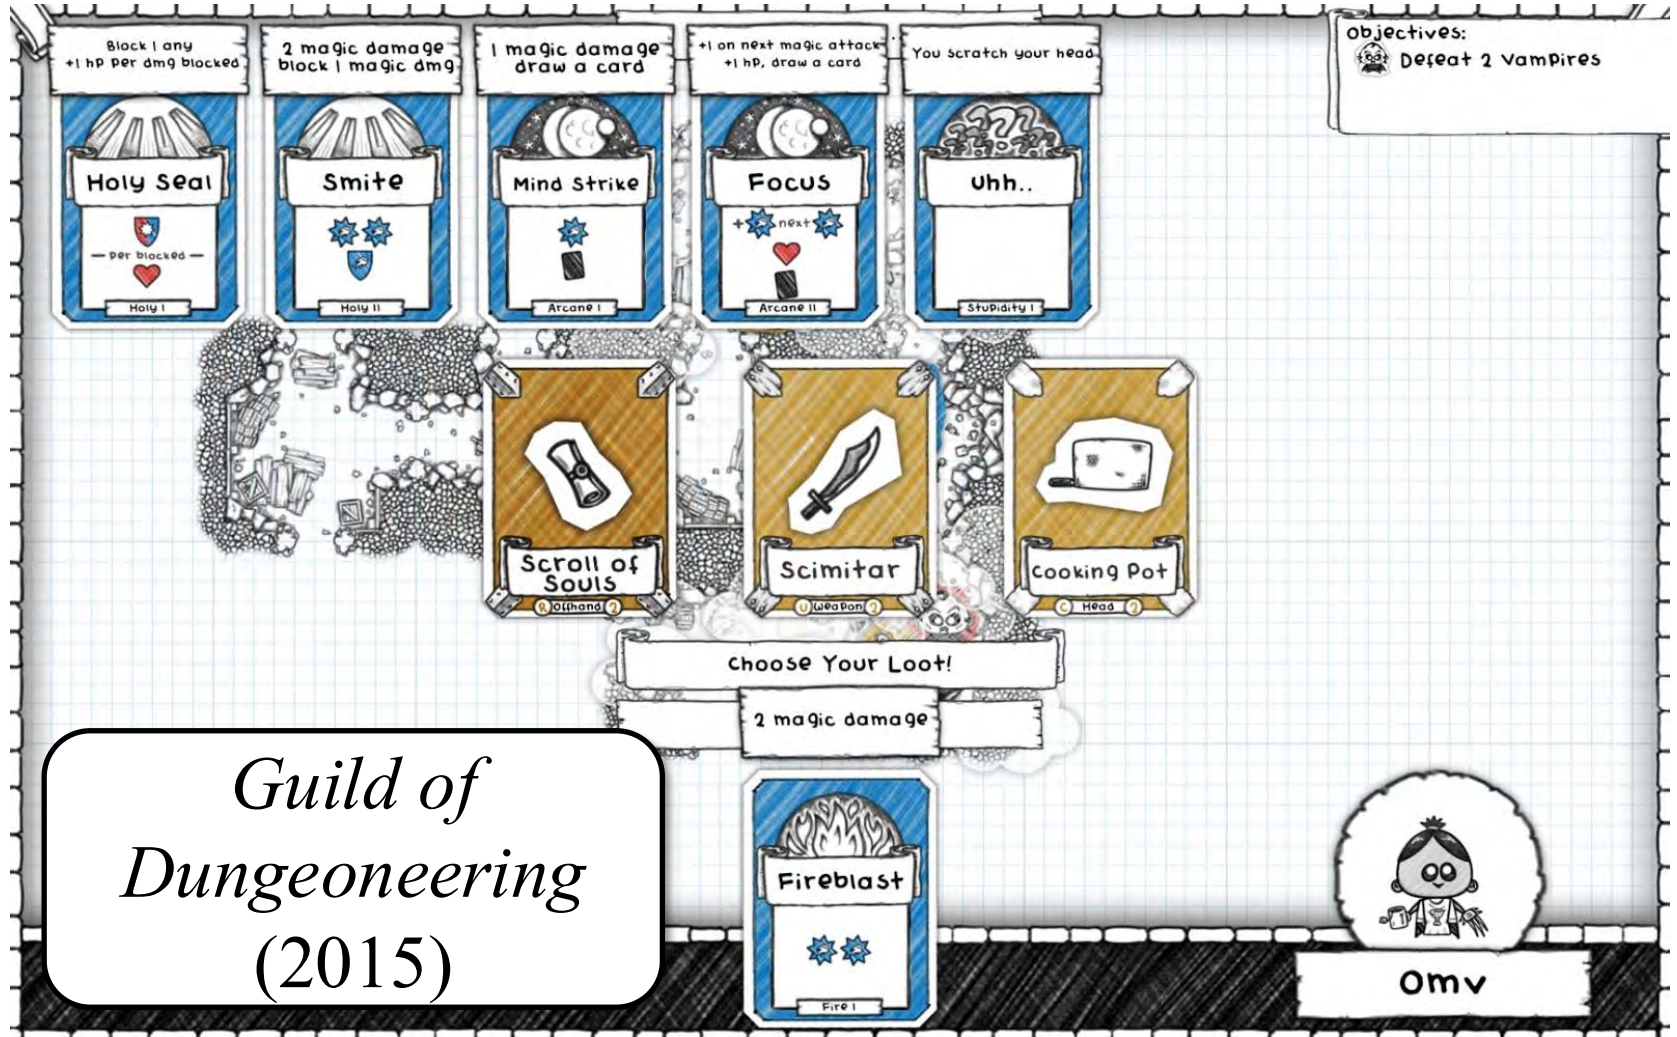 Block 1 any
+1 hp per dmg blocked
2 magic damage
block 1 magic dmg
1 magic damage
draw a card
+1 on next magic attack
+1 hp, draw a card
You scratch your head
Objectives:
Defeat 2 Vampires
Holy Seal
per blocked
Holy I
Smite
Holy II
Mind Strike
Arcane I
Focus
+ next
Arcane II
Uhh..
Stupidity I
Scroll of
Souls
R Offhand 2
Scimitar
U Weapon 2
Cooking Pot
C Head 2
Choose Your Loot!
2 magic damage
Fireblast
Fire I
Guild of
Dungeoneering
(2015)
Omv